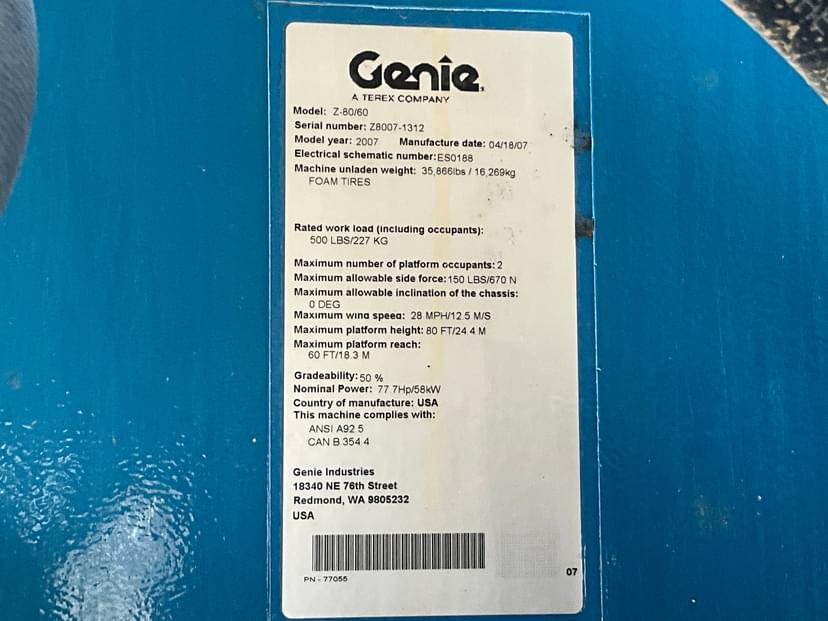 Genie
A TEREX COMPANY
Model: Z-80/60
Serial number: Z8007-1312
Model year: 2007 Manufacture date: 04/18/07
Electrical schematic number: ES0188
Machine unladen weight: 35,866lbs / 16,269kg
FOAM TIRES
Rated work load (including occupants):
500 LBS/227 KG
Maximum number of platform occupants: 2
Maximum allowable side force: 150 LBS/670 N
Maximum allowable inclination of the chassis:
0 DEG
Maximum wind speed: 28 MPH/12.5 M/S
Maximum platform height: 80 FT/24.4 M
Maximum platform reach:
60 FT/18.3 M
Gradeability: 50 %
Nominal Power: 77.7Hp/58kW
Country of manufacture: USA
This machine complies with:
ANSI A92.5
CAN B.354.4
Genie Industries
18340 NE 76th Street
Redmond, WA 9805232
USA
PN - 77055
07